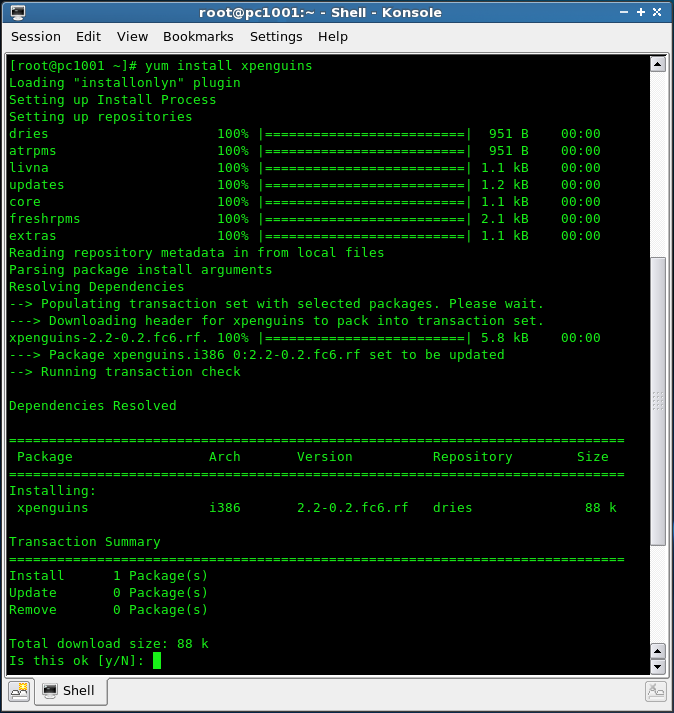 root@pc1001:~ - Shell - Konsole
Session Edit View Bookmarks Settings Help
[root@pc1001 ~]# yum install xpenguins
Loading "installonlyn" plugin
Setting up Install Process
Setting up repositories
dries                     100% |=========================|  951 B    00:00
atrpms                    100% |=========================|  951 B    00:00
livna                     100% |=========================| 1.1 kB    00:00
updates                   100% |=========================| 1.2 kB    00:00
core                      100% |=========================| 1.1 kB    00:00
freshrpms                 100% |=========================| 2.1 kB    00:00
extras                    100% |=========================| 1.1 kB    00:00
Reading repository metadata in from local files
Parsing package install arguments
Resolving Dependencies
--> Populating transaction set with selected packages. Please wait.
---> Downloading header for xpenguins to pack into transaction set.
xpenguins-2.2-0.2.fc6.rf. 100% |=========================| 5.8 kB    00:00
---> Package xpenguins.i386 0:2.2-0.2.fc6.rf set to be updated
--> Running transaction check
Dependencies Resolved
=============================================================================
 Package                 Arch       Version          Repository        Size
=============================================================================
Installing:
 xpenguins               i386       2.2-0.2.fc6.rf   dries              88 k
Transaction Summary
=============================================================================
Install      1 Package(s)
Update       0 Package(s)
Remove       0 Package(s)
Total download size: 88 k
Is this ok [y/N]:
Shell